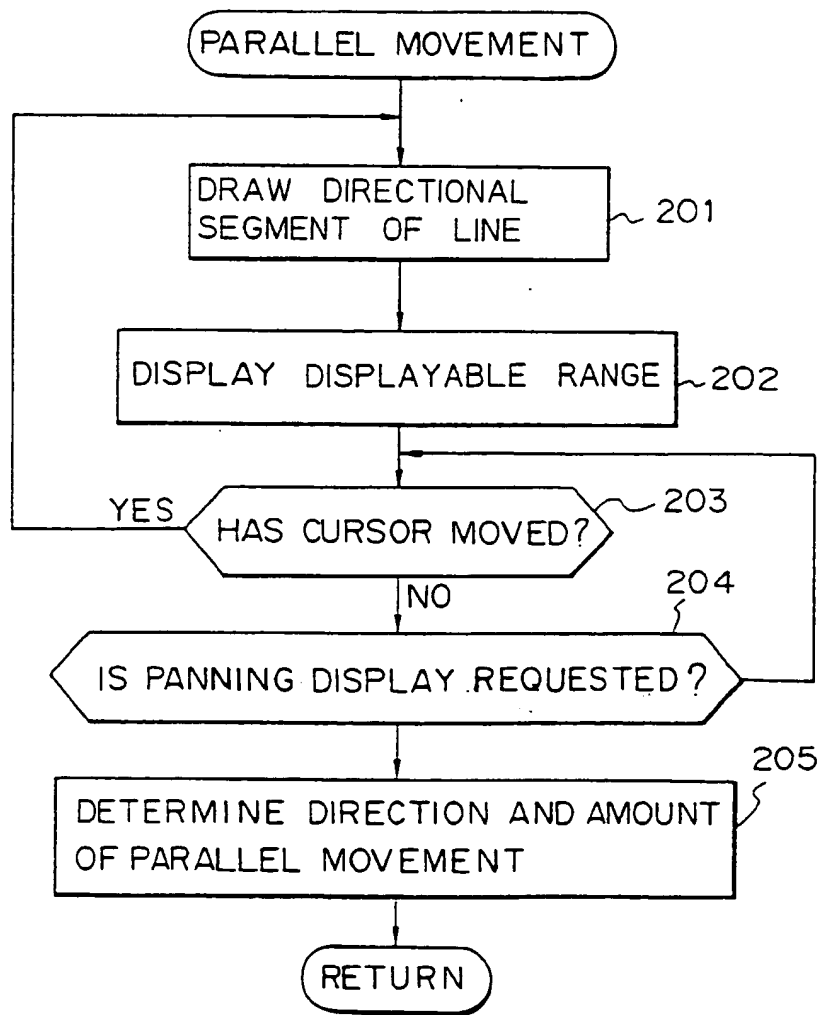 PARALLEL MOVEMENT
DRAW DIRECTIONAL
SEGMENT OF LINE
201
DISPLAY DISPLAYABLE RANGE
202
YES
HAS CURSOR MOVED?
203
NO
204
IS PANNING DISPLAY REQUESTED?
205
DETERMINE DIRECTION AND AMOUNT
OF PARALLEL MOVEMENT
RETURN